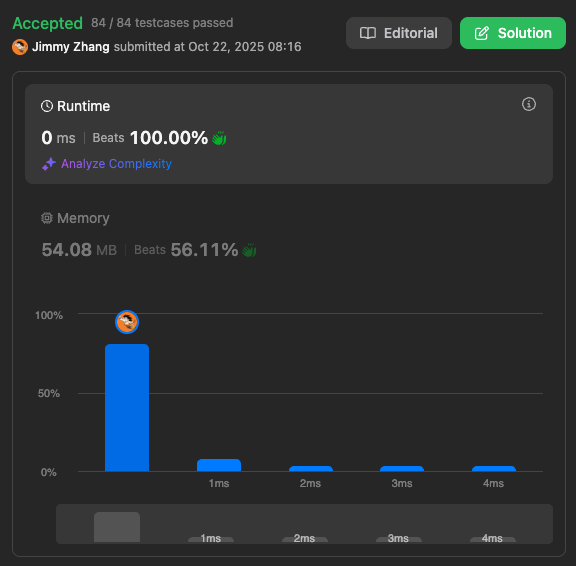 Accepted 84 / 84 testcases passed
Jimmy Zhang submitted at Oct 22, 2025 08:16
Editorial
Solution
Runtime
0 ms | Beats 100.00%
Analyze Complexity
Memory
54.08 MB | Beats 56.11%
100%
50%
0%
1ms 2ms 3ms 4ms
1ms 2ms 3ms 4ms